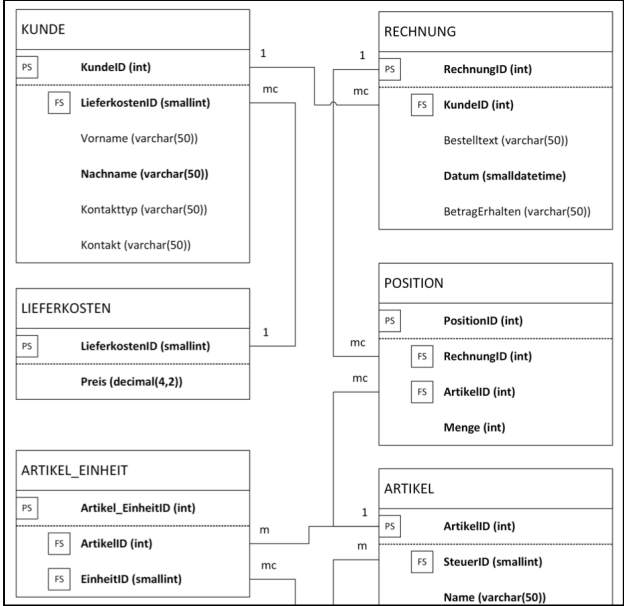 KUNDE
PS KundeID (int)
FS LieferkostenID (smallint)
Vorname (varchar(50))
Nachname (varchar(50))
Kontakttyp (varchar(50))
Kontakt (varchar(50))
1
mc
LIEFERKOSTEN
PS LieferkostenID (smallint)
Preis (decimal(4,2))
1
ARTIKEL_EINHEIT
PS Artikel_EinheitID (int)
FS ArtikelID (int)
FS EinheitID (smallint)
m
mc
RECHNUNG
1
mc
PS RechnungID (int)
FS KundeID (int)
Bestelltext (varchar(50))
Datum (smalldatetime)
BetragErhalten (varchar(50))
POSITION
PS PositionID (int)
mc
FS RechnungID (int)
mc
FS ArtikelID (int)
Menge (int)
ARTIKEL
1
PS ArtikelID (int)
m
FS SteuerID (smallint)
Name (varchar(50))